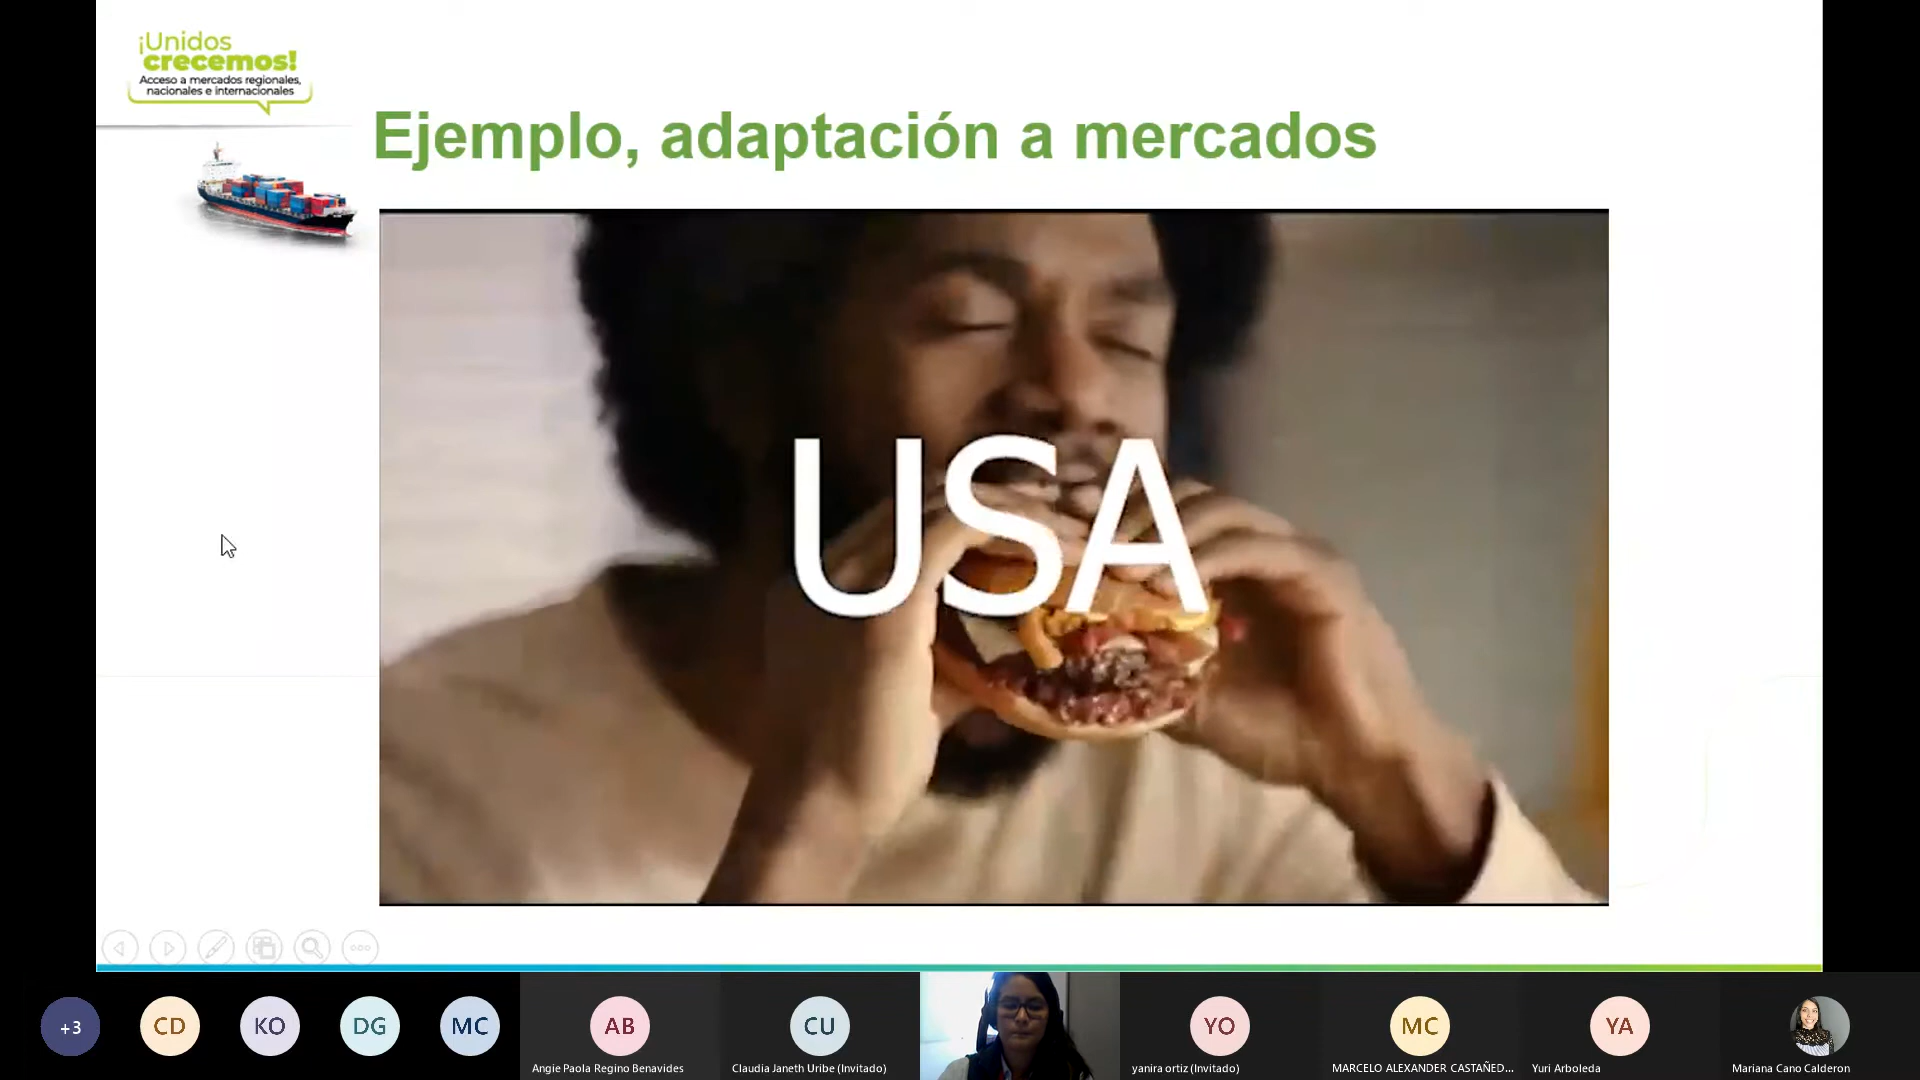 ¡Unidos
crecemos!
Acceso a mercados regionales,
nacionales e internacionales
Ejemplo, adaptación a mercados
USA
+3
CD
KO
DG
MC
AB
CU
YO
MC
YA
Angie Paola Regino Benavides
Claudia Janeth Uribe (Invitado)
yanira ortiz (Invitado)
MARCELO ALEXANDER CASTAÑED...
Yuri Arboleda
Mariana Cano Calderon